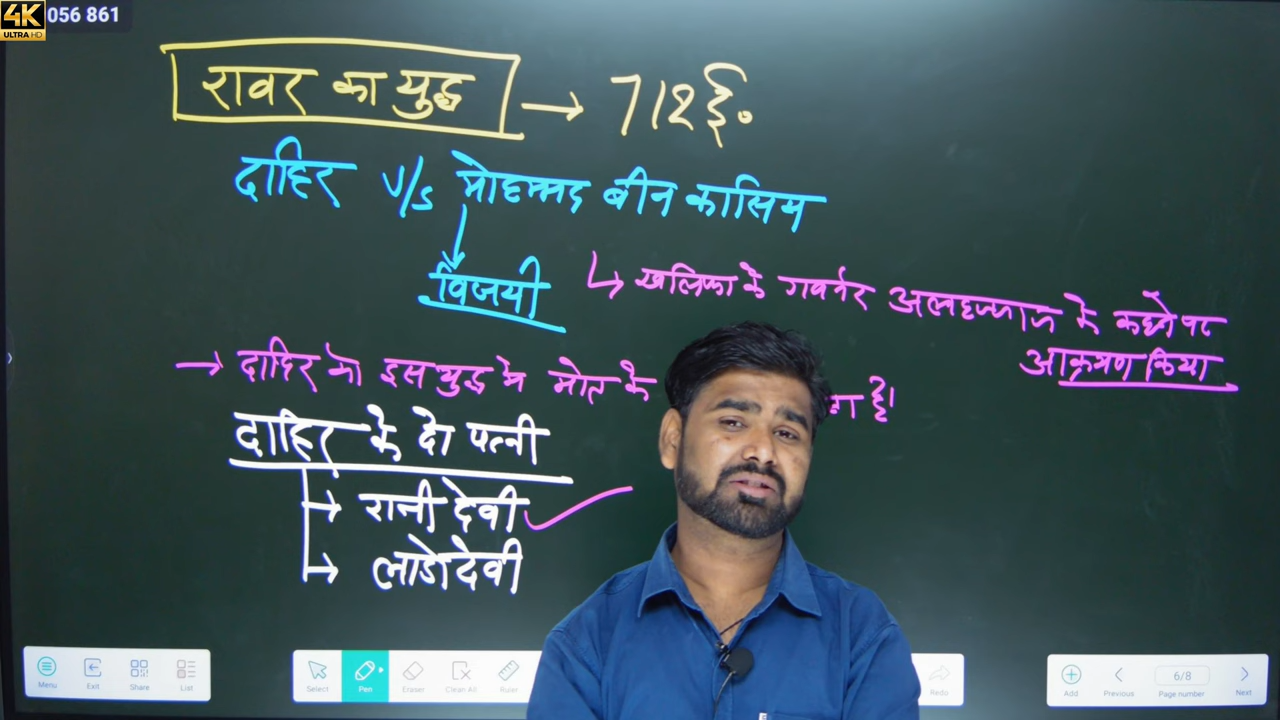 4K
ULTRA HD
056 861
रावर का युद्ध → 712ई०
दाहिर v/s मोहम्मद बीन कासिम
विजयी
↳ खलिफा के गवर्नर अलहज्जाज के कहने पर
आक्रमण किया
→ दाहिर को इस युद्ध मे मोत के
है।
दाहिर के दो पत्नी
→ रानी देवी ✓
→ लाडोदेवी
Menu
Exit
Share
List
Select
Pen
Eraser
Clean All
Ruler
Redo
Add
Previous
6/8
Page number
Next